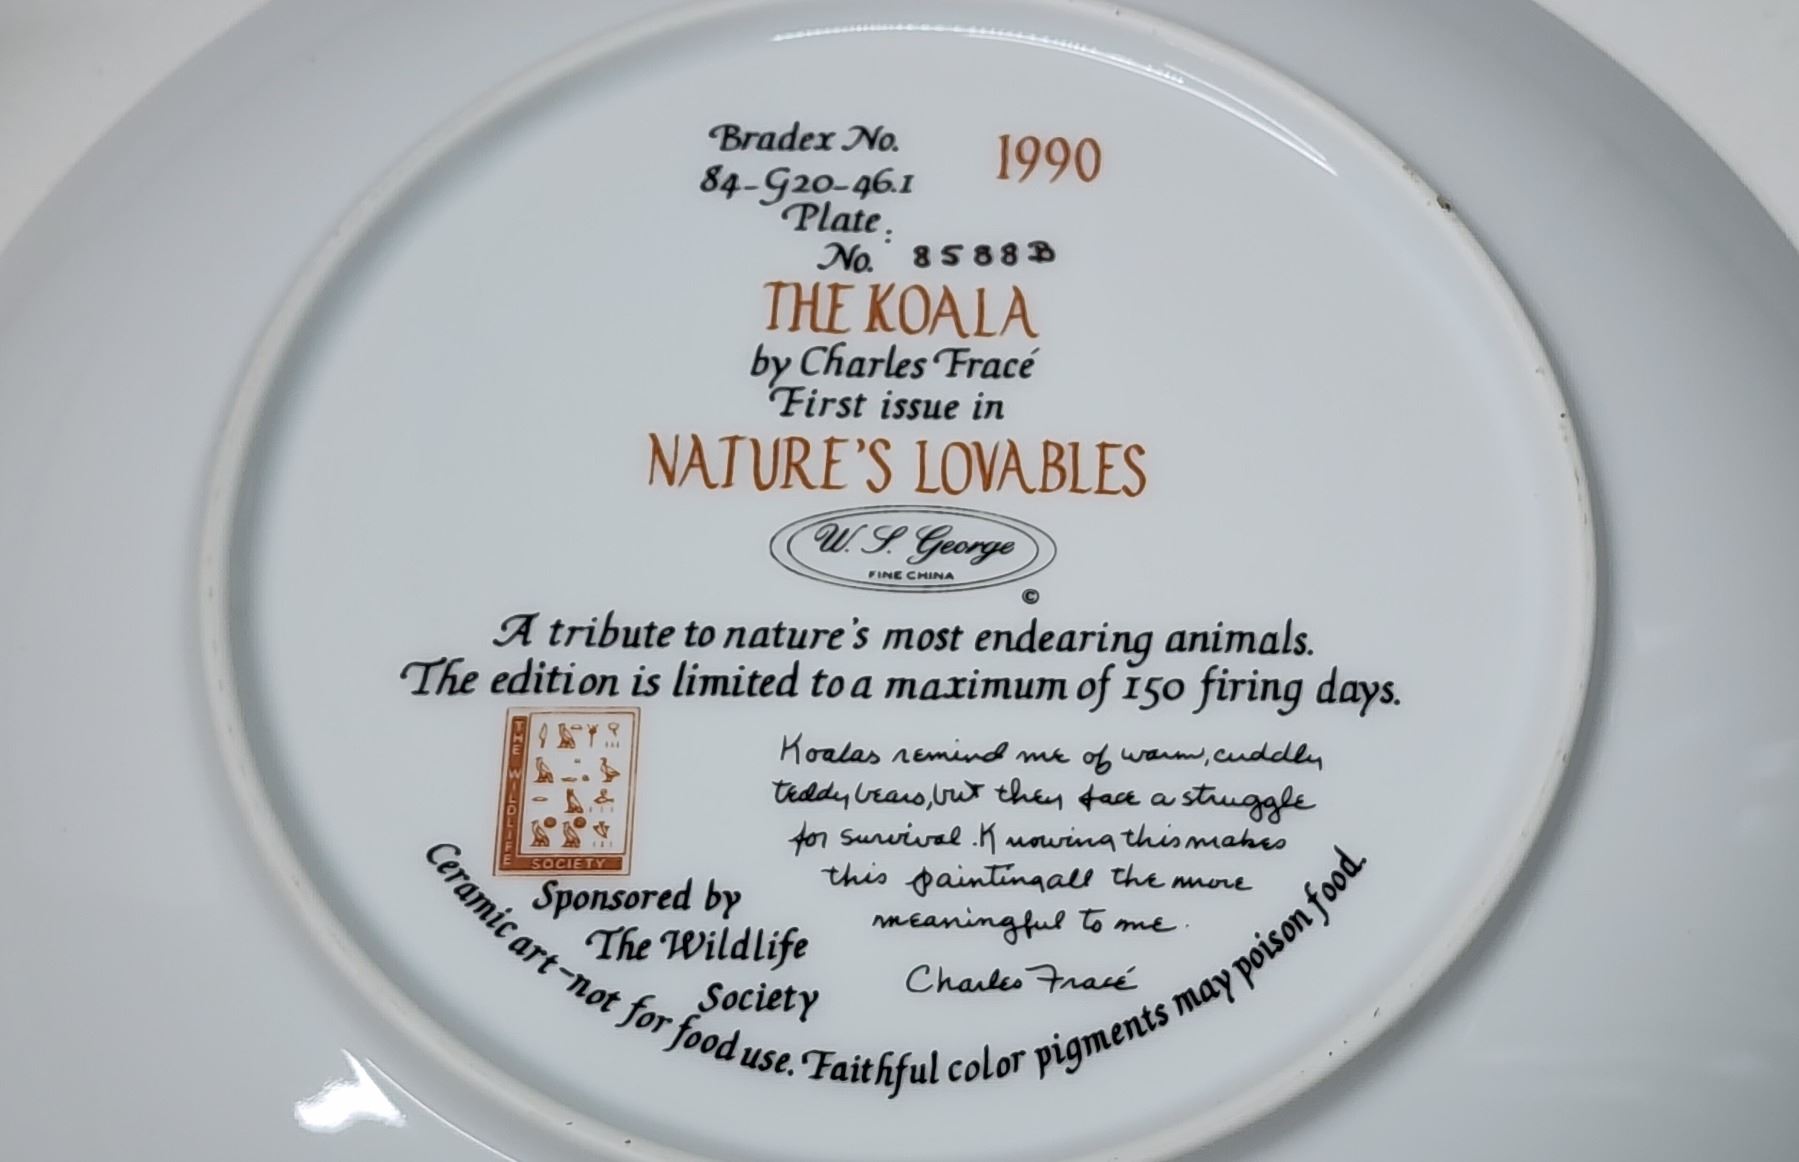 Bradex No.
84-G20-46.1
1990
Plate:
No. 8588B
THE KOALA
by Charles Fracé
First issue in
NATURE'S LOVABLES
W. S. George
FINE CHINA
©
A tribute to nature's most endearing animals.
The edition is limited to a maximum of 150 firing days.
THE WILDLIFE
SOCIETY
Sponsored by
The Wildlife
Society
Koalas remind me of warm, cuddly
teddy bears, but they face a struggle
for survival. Knowing this makes
this painting all the more
meaningful to me.
Charles Fracé
Ceramic art-not for food use. Faithful color pigments may poison food.